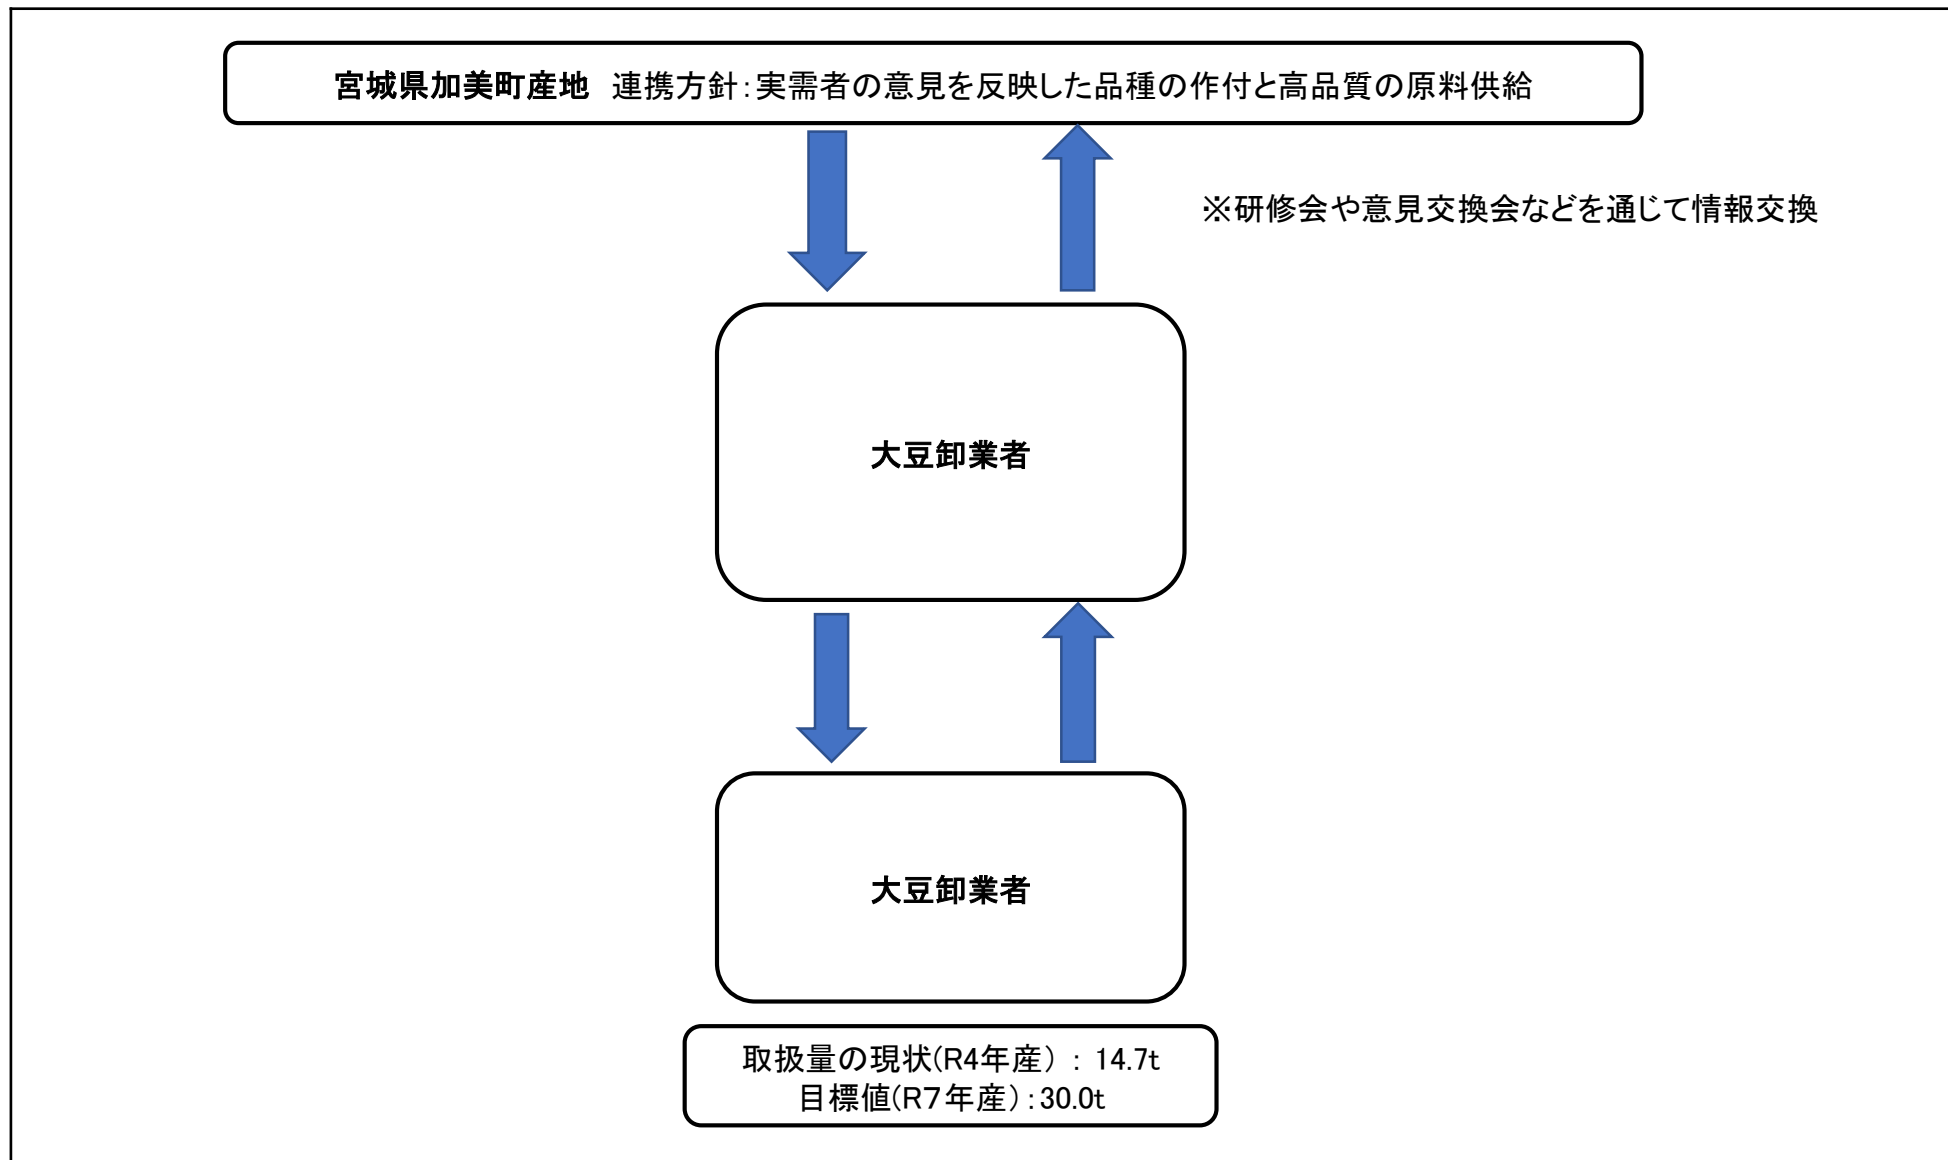 宮城県加美町産地　連携方針：実需者の意見を反映した品種の作付と高品質の原料供給
※研修会や意見交換会などを通じて情報交換
大豆卸業者
大豆卸業者
取扱量の現状(R4年産）： 14.7t
目標値(R７年産）：30.0t